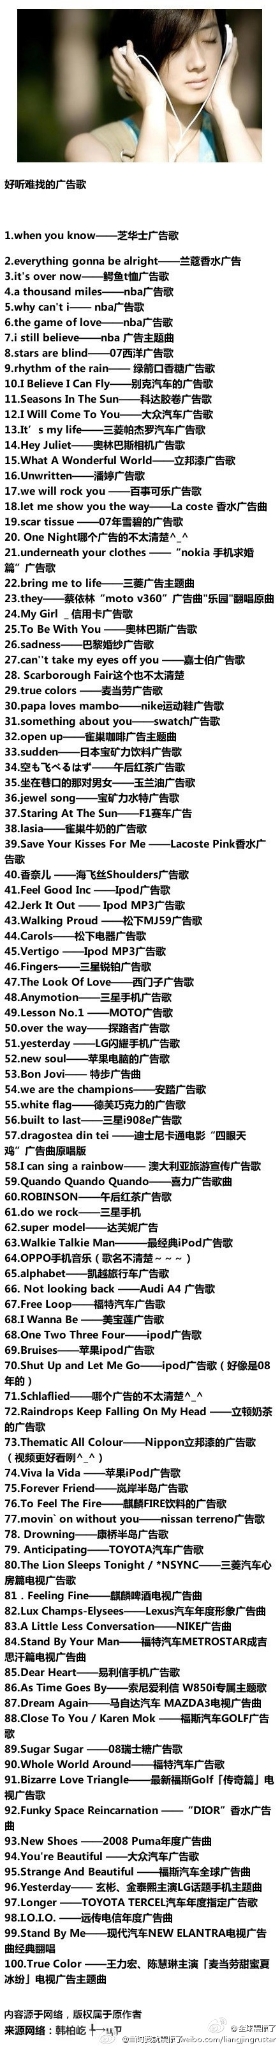 好听难找的广告歌
1.when you know——芝华士广告歌
2.everything gonna be alright——兰蔻香水广告
3.it's over now——鳄鱼t恤广告歌
4.a thousand miles——nba广告歌
5.why can't i—— nba广告歌
6.the game of love——nba广告歌
7.i still believe——nba 广告主题曲
8.stars are blind——07西洋广告歌
9.rhythm of the rain—— 绿箭口香糖广告歌
10.I Believe I Can Fly——别克汽车的广告歌
11.Seasons In The Sun——科达胶卷广告歌
12.I Will Come To You——大众汽车广告歌
13.It’s my life——三菱帕杰罗汽车广告歌
14.Hey Juliet——奥林巴斯相机广告歌
15.What A Wonderful World——立邦漆广告歌
16.Unwritten——潘婷广告歌
17.we will rock you ——百事可乐广告歌
18.let me show you the way——La coste 香水广告曲
19.scar tissue ——07年雪碧的广告歌
20. One Night哪个广告的不太清楚^_^
21.underneath your clothes ——“nokia 手机求婚
篇”广告歌
22.bring me to life——三菱广告主题曲
23.they——蔡依林“moto v360”广告曲"乐园"翻唱原曲
24.My Girl _ 信用卡广告歌
25.To Be With You ——奥林巴斯广告歌
26.sadness——巴黎婚纱广告歌
27.can''t take my eyes off you ——嘉士伯广告歌
28. Scarborough Fair这个也不太清楚
29.true colors ——麦当劳广告歌
30.papa loves mambo——nike运动鞋广告歌
31.something about you——swatch广告歌
32.open up——雀巢咖啡广告主题曲
33.sudden——日本宝矿力饮料广告歌
34.空も飞べるはず——午后红茶广告歌
35.坐在巷口的那对男女——玉兰油广告歌
36.jewel song——宝矿力水特广告歌
37.Staring At The Sun——F1赛车广告
38.lasia——雀巢牛奶的广告歌
39.Save Your Kisses For Me ——Lacoste Pink香水广
告歌
40.香奈儿 ——海飞丝Shoulders广告歌
41.Feel Good Inc ——Ipod广告歌
42.Jerk It Out —— Ipod MP3广告歌
43.Walking Proud ——松下MJ59广告歌
44.Carols——松下电器广告歌
45.Vertigo ——Ipod MP3广告歌
46.Fingers——三星锐铂广告歌
47.The Look Of Love——西门子广告歌
48.Anymotion——三星手机广告歌
49.Lesson No.1 ——MOTO广告歌
50.over the way——探路者广告歌
51.yesterday ——LG闪耀手机广告歌
52.new soul——苹果电脑的广告歌
53.Bon Jovi—— 特步广告曲
54.we are the champions——安踏广告歌
55.white flag——德芙巧克力的广告歌
56.built to last——三星i908e广告歌
57.dragostea din tei ——迪士尼卡通电影“四眼天
鸡”广告曲原唱版
58.I can sing a rainbow—— 澳大利亚旅游宣传广告歌
59.Quando Quando Quando——喜力广告歌曲
60.ROBINSON——午后红茶广告歌
61.do we rock——三星手机
62.super model——达芙妮广告
63.Walkie Talkie Man———最经典iPod广告歌
64.OPPO手机音乐（歌名不清楚～～～）
65.alphabet——凯越旅行车广告歌
66. Not looking back ——Audi A4 广告歌
67.Free Loop——福特汽车广告歌
68.I Wanna Be ——美宝莲广告歌
68.One Two Three Four——ipod广告歌
69.Bruises——苹果ipod广告歌
70.Shut Up and Let Me Go——ipod广告歌（好像是08
年的）
71.Schlaflied——哪个广告的不太清楚^_^
72.Raindrops Keep Falling On My Head ——立顿奶茶
的广告歌
73.Thematic All Colour——Nippon立邦漆的广告歌
（视频更好看咧^_^）
74.Viva la Vida ——苹果iPod广告歌
75.Forever Friend——岚岸半岛广告歌
76.To Feel The Fire——麒麟FIRE饮料的广告歌
77.movin` on without you——nissan terreno广告歌
78. Drowning——康桥半岛广告歌
79. Anticipating——TOYOTA汽车广告歌
80.The Lion Sleeps Tonight / *NSYNC——三菱汽车心
房篇电视广告歌
81．Feeling Fine——麒麟啤酒电视广告曲
82.Lux Champs-Elysees——Lexus汽车年度形象广告曲
83.A Little Less Conversation——NIKE广告曲
84.Stand By Your Man——福特汽车METROSTAR成吉
思汗篇电视广告曲
85.Dear Heart——易利信手机广告歌
86.As Time Goes By——索尼爱利信 W850i专属主题歌
87.Dream Again——马自达汽车 MAZDA3电视广告曲
88.Close To You / Karen Mok ——福斯汽车GOLF广告
歌
89.Sugar Sugar ——08瑞士糖广告歌
90.Whole World Around——福特汽车广告歌
91.Bizarre Love Triangle——最新福斯Golf「传奇篇」电
视广告歌
92.Funky Space Reincarnation ——“DIOR”香水广告
曲
93.New Shoes ——2008 Puma年度广告曲
94.You're Beautiful ——大众汽车广告歌
95.Strange And Beautiful ——福斯汽车全球广告曲
96.Yesterday—— 玄彬、金泰熙主演LG话题手机主题曲
97.Longer ——TOYOTA TERCEL汽车年度指定广告歌
98.I.O.I.O. ——远传电信年度广告曲
99.Stand By Me——现代汽车NEW ELANTRA电视广告
曲经典翻唱
100.True Color ——王力宏、陈慧琳主演「麦当劳甜蜜夏
冰纷」电视广告主题曲
内容源于网络，版权属于原作者
来源网络：韩柏屹
@全球禁播了
weibo.com/liangjingtupian